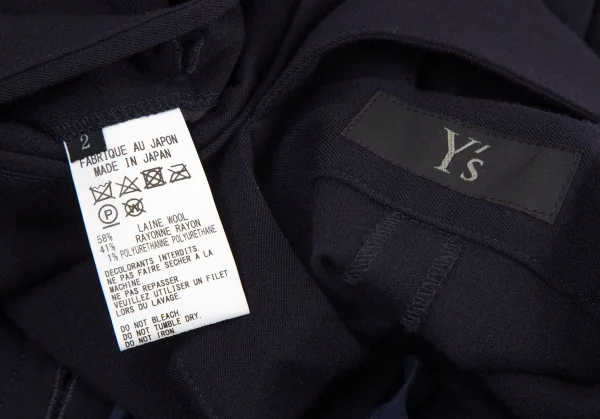 2
FABRIQUE AU JAPON
MADE IN JAPAN
P W
58% LAINE WOOL
41% RAYONNE RAYON
1% POLYURETHANNE POLYURETHANE
DECOLORANTS INTERDITS.
NE PAS FAIRE SECHER A LA
MACHINE.
NE PAS REPASSER.
VEUILLEZ UTILISER UN FILET
LORS DU LAVAGE.
DO NOT BLEACH.
DO NOT TUMBLE DRY.
DO NOT IRON.
Y's